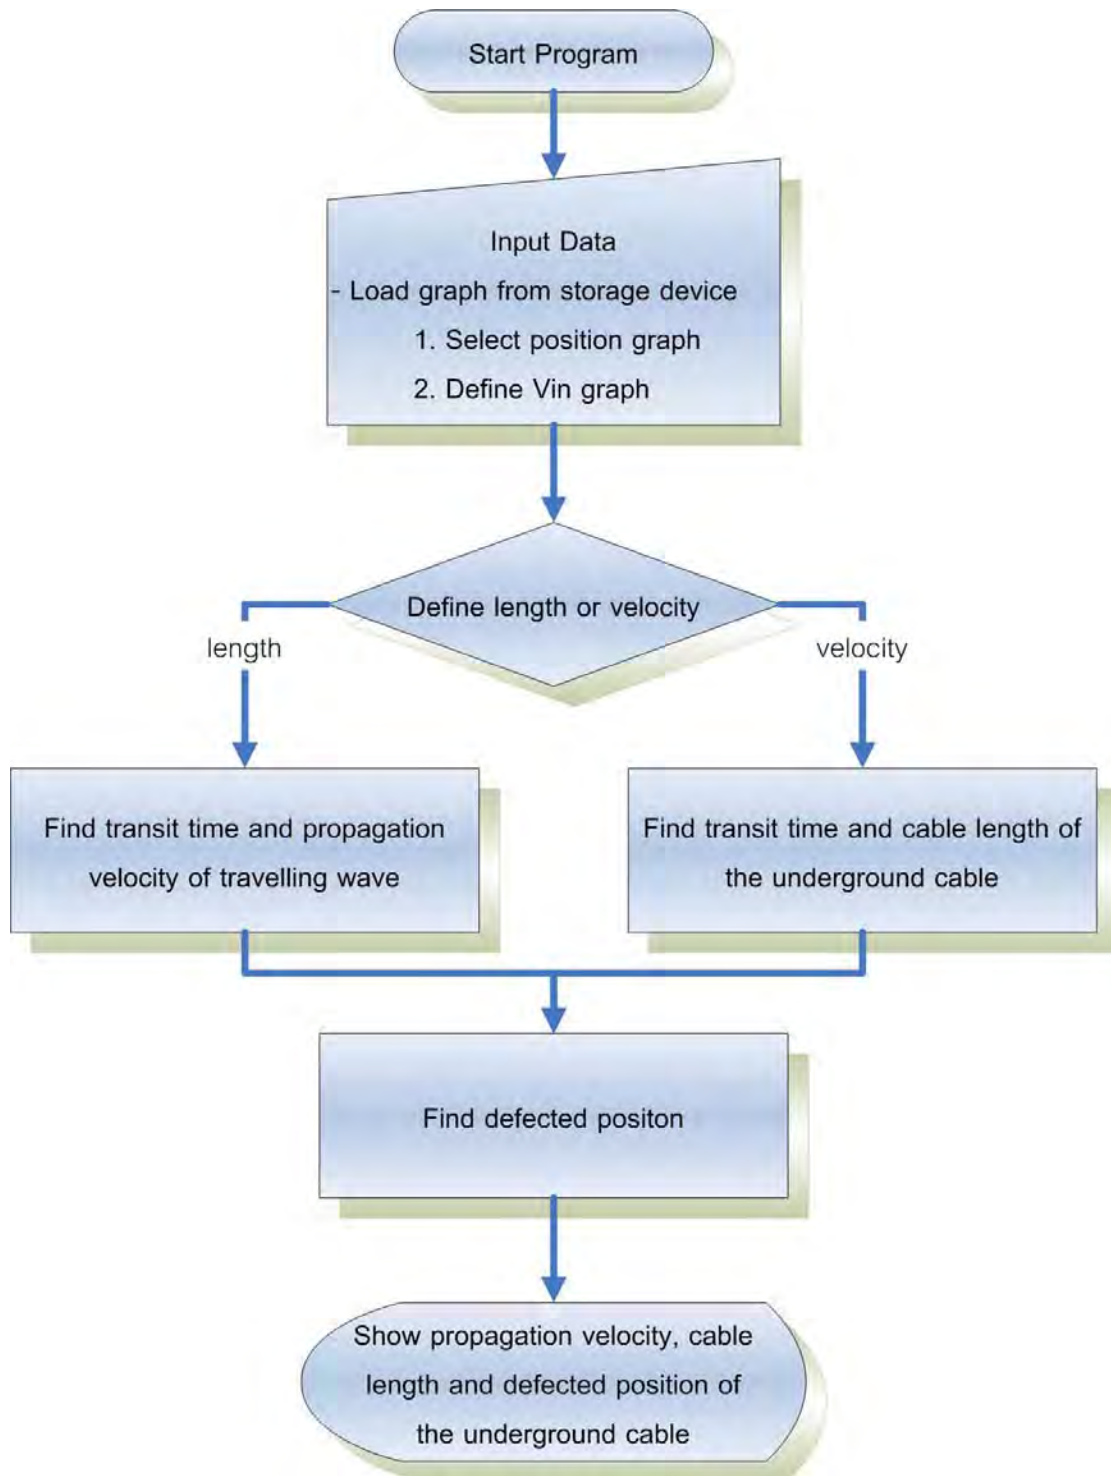 Start Program
Input Data
- Load graph from storage device
1. Select position graph
2. Define Vin graph
Define length or velocity
length
velocity
Find transit time and propagation
velocity of travelling wave
Find transit time and cable length of
the underground cable
Find defected positon
Show propagation velocity, cable
length and defected position of
the underground cable